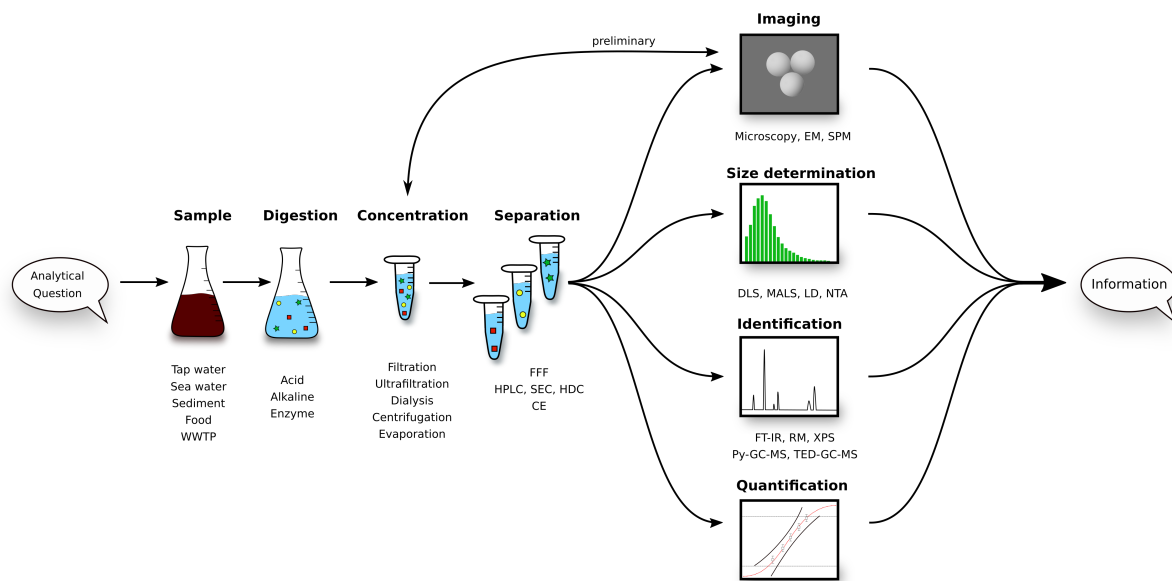 Imaging
preliminary
Microscopy, EM, SPM
Size determination
Sample
Digestion
Concentration
Separation
Analytical
Question
Information
DLS, MALS, LD, NTA
Identification
Tap water
Sea water
Sediment
Food
WWTP
Acid
Alkaline
Enzyme
Filtration
Ultrafiltration
Dialysis
Centrifugation
Evaporation
FFF
HPLC, SEC, HDC
CE
FT-IR, RM, XPS
Py-GC-MS, TED-GC-MS
Quantification